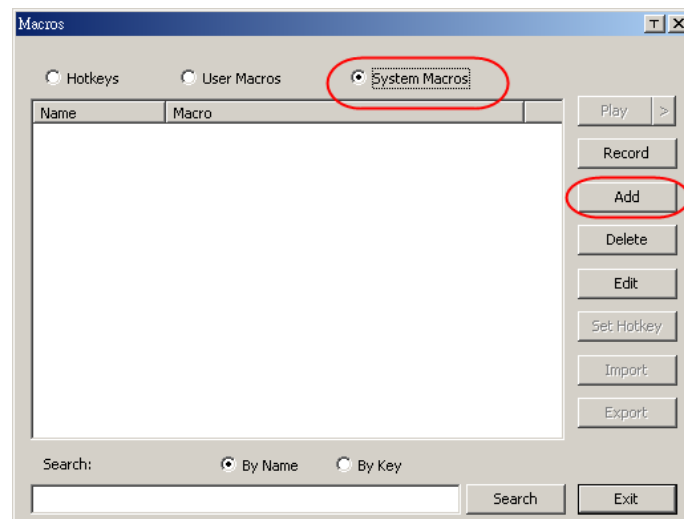 Macros
Hotkeys User Macros System Macros
Name Macro
Play >
Record
Add
Delete
Edit
Set Hotkey
Import
Export
Search: By Name By Key
Search Exit